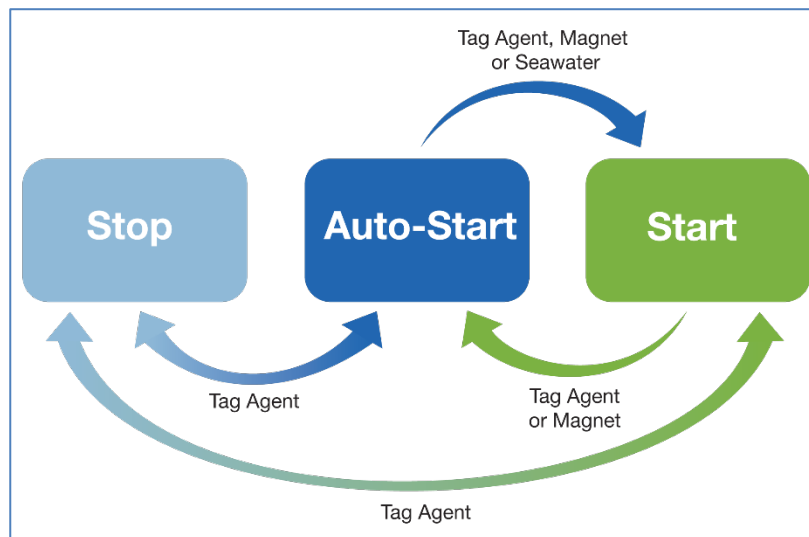 Tag Agent, Magnet
or Seawater
Stop
Auto-Start
Start
Tag Agent
Tag Agent
or Magnet
Tag Agent